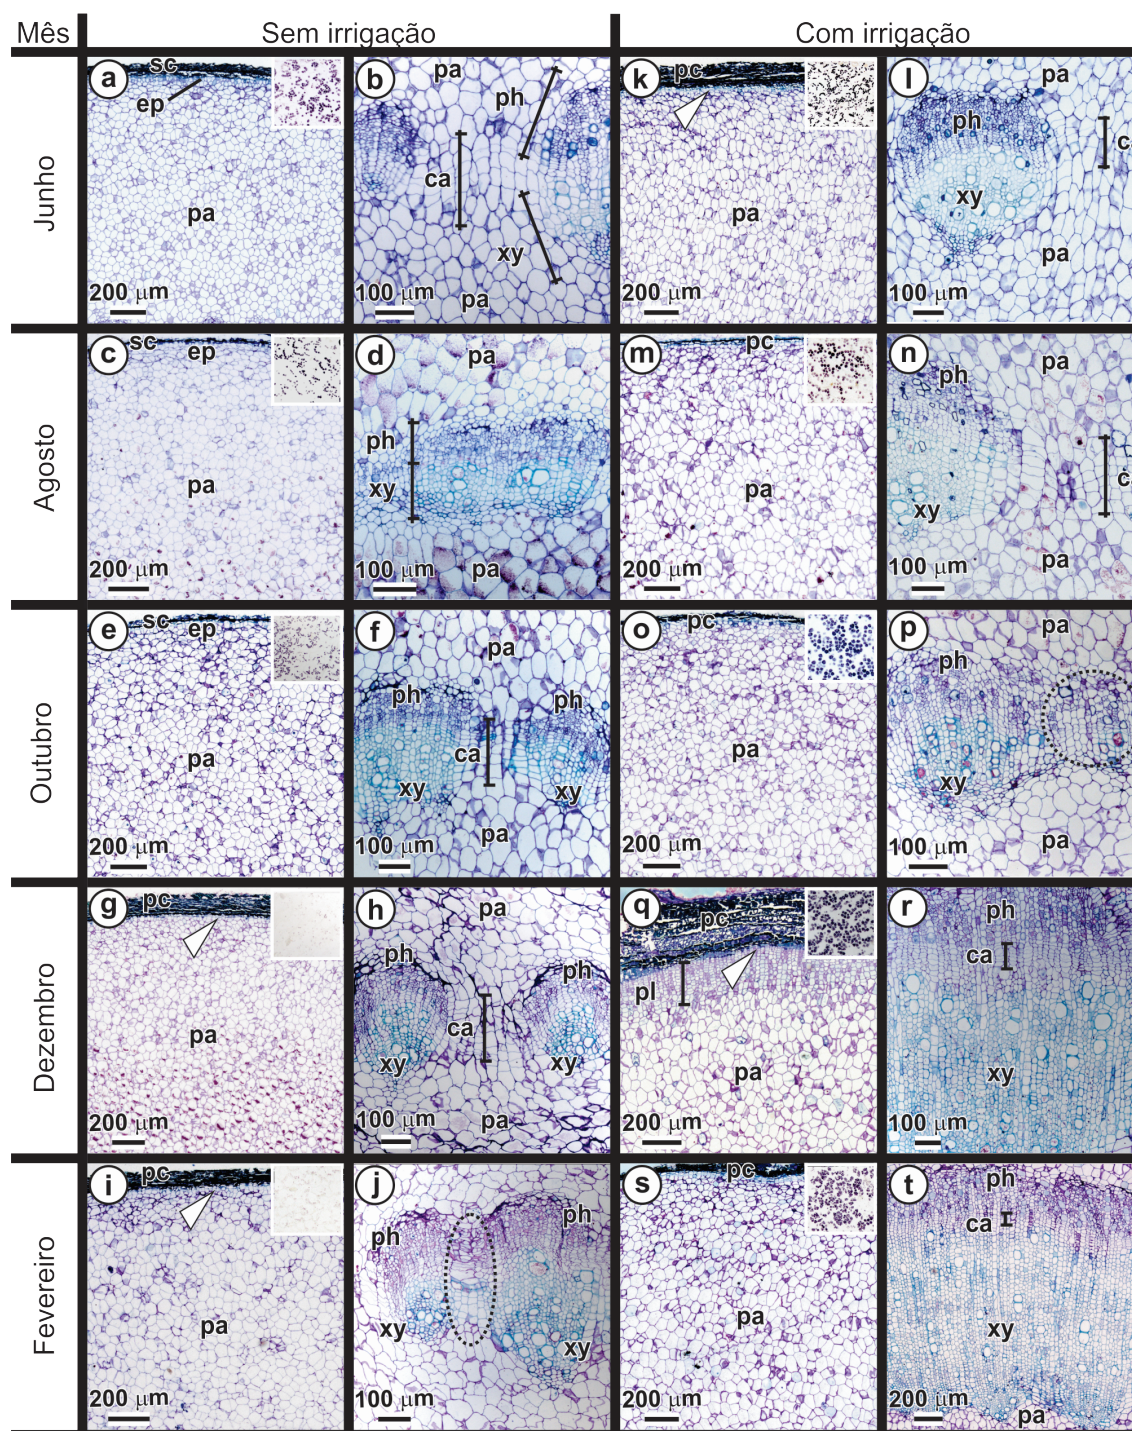 Mês Sem irrigação Com irrigação
Junho
a sc ep pa 200 μm
b pa ph ca xy pa 100 μm
k pc pa 200 μm
l pa ph c xy pa 100 μm
Agosto
c sc ep pa 200 μm
d pa ph xy pa 100 μm
m pc pa 200 μm
n pa ph c xy pa 100 μm
Outubro
e sc ep pa 200 μm
f pa ph ph ca xy xy pa 100 μm
o pc pa 200 μm
p pa ph xy pa 100 μm
Dezembro
g pc pa 200 μm
h pa ph ph ca xy xy pa 100 μm
q pc pl pa 200 μm
r ph ca xy 100 μm
Fevereiro
i pc pa 200 μm
j ph ph xy xy 100 μm
s pc pa 200 μm
t ph ca xy pa 200 μm